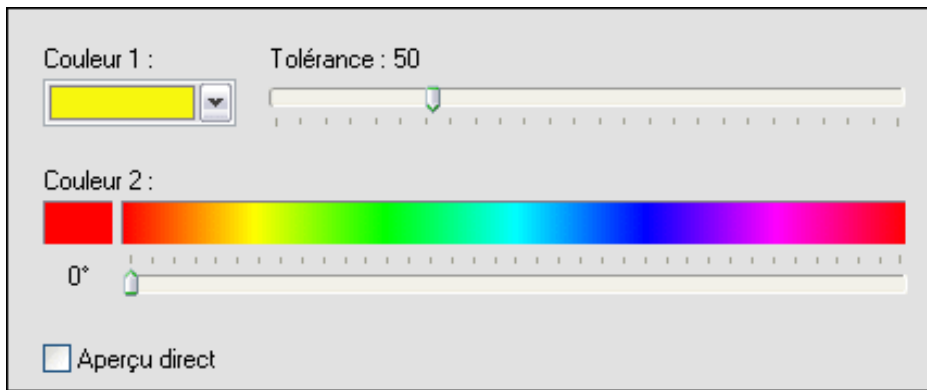 Couleur 1 :
Tolérance : 50
Couleur 2 :
0°
Aperçu direct